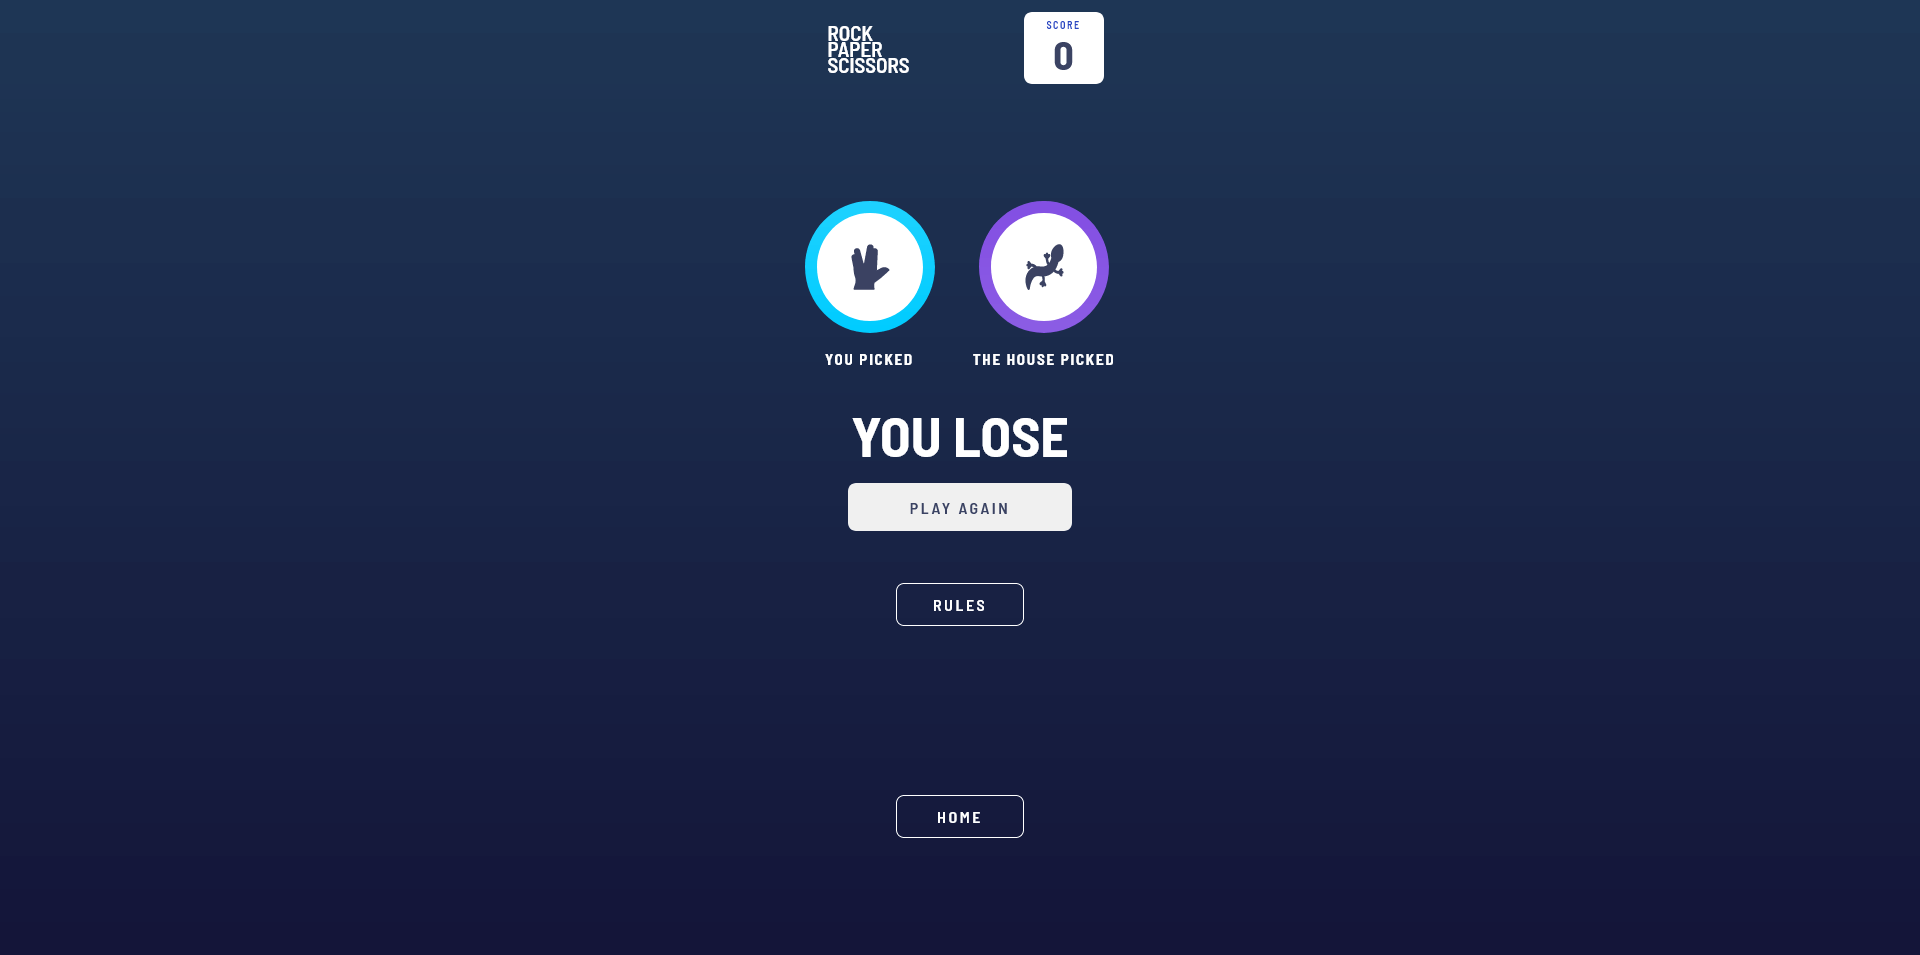 ROCK
PAPER
SCISSORS
SCORE
0
YOU PICKED
THE HOUSE PICKED
YOU LOSE
PLAY AGAIN
RULES
HOME